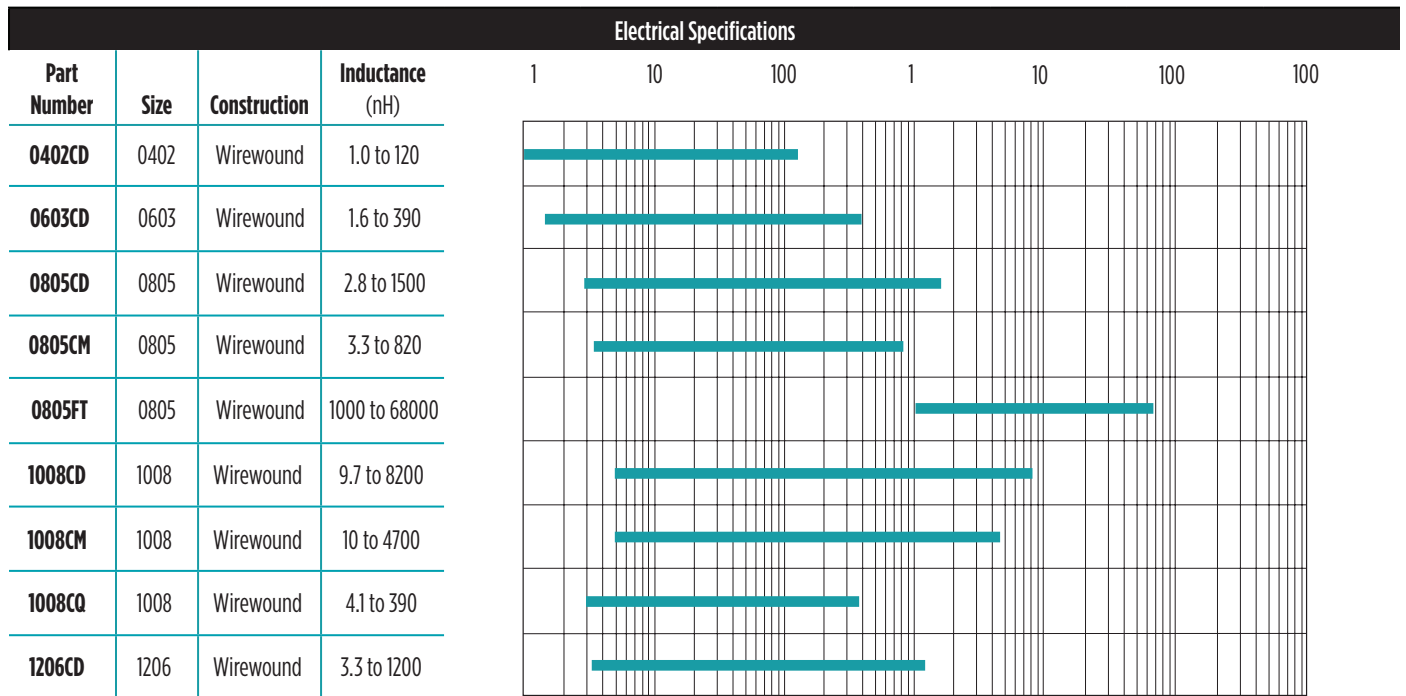 Electrical Specifications
Part Number Size Construction Inductance (nH) 1 10 100 1 10 100 100
0402CD 0402 Wirewound 1.0 to 120
0603CD 0603 Wirewound 1.6 to 390
0805CD 0805 Wirewound 2.8 to 1500
0805CM 0805 Wirewound 3.3 to 820
0805FT 0805 Wirewound 1000 to 68000
1008CD 1008 Wirewound 9.7 to 8200
1008CM 1008 Wirewound 10 to 4700
1008CQ 1008 Wirewound 4.1 to 390
1206CD 1206 Wirewound 3.3 to 1200